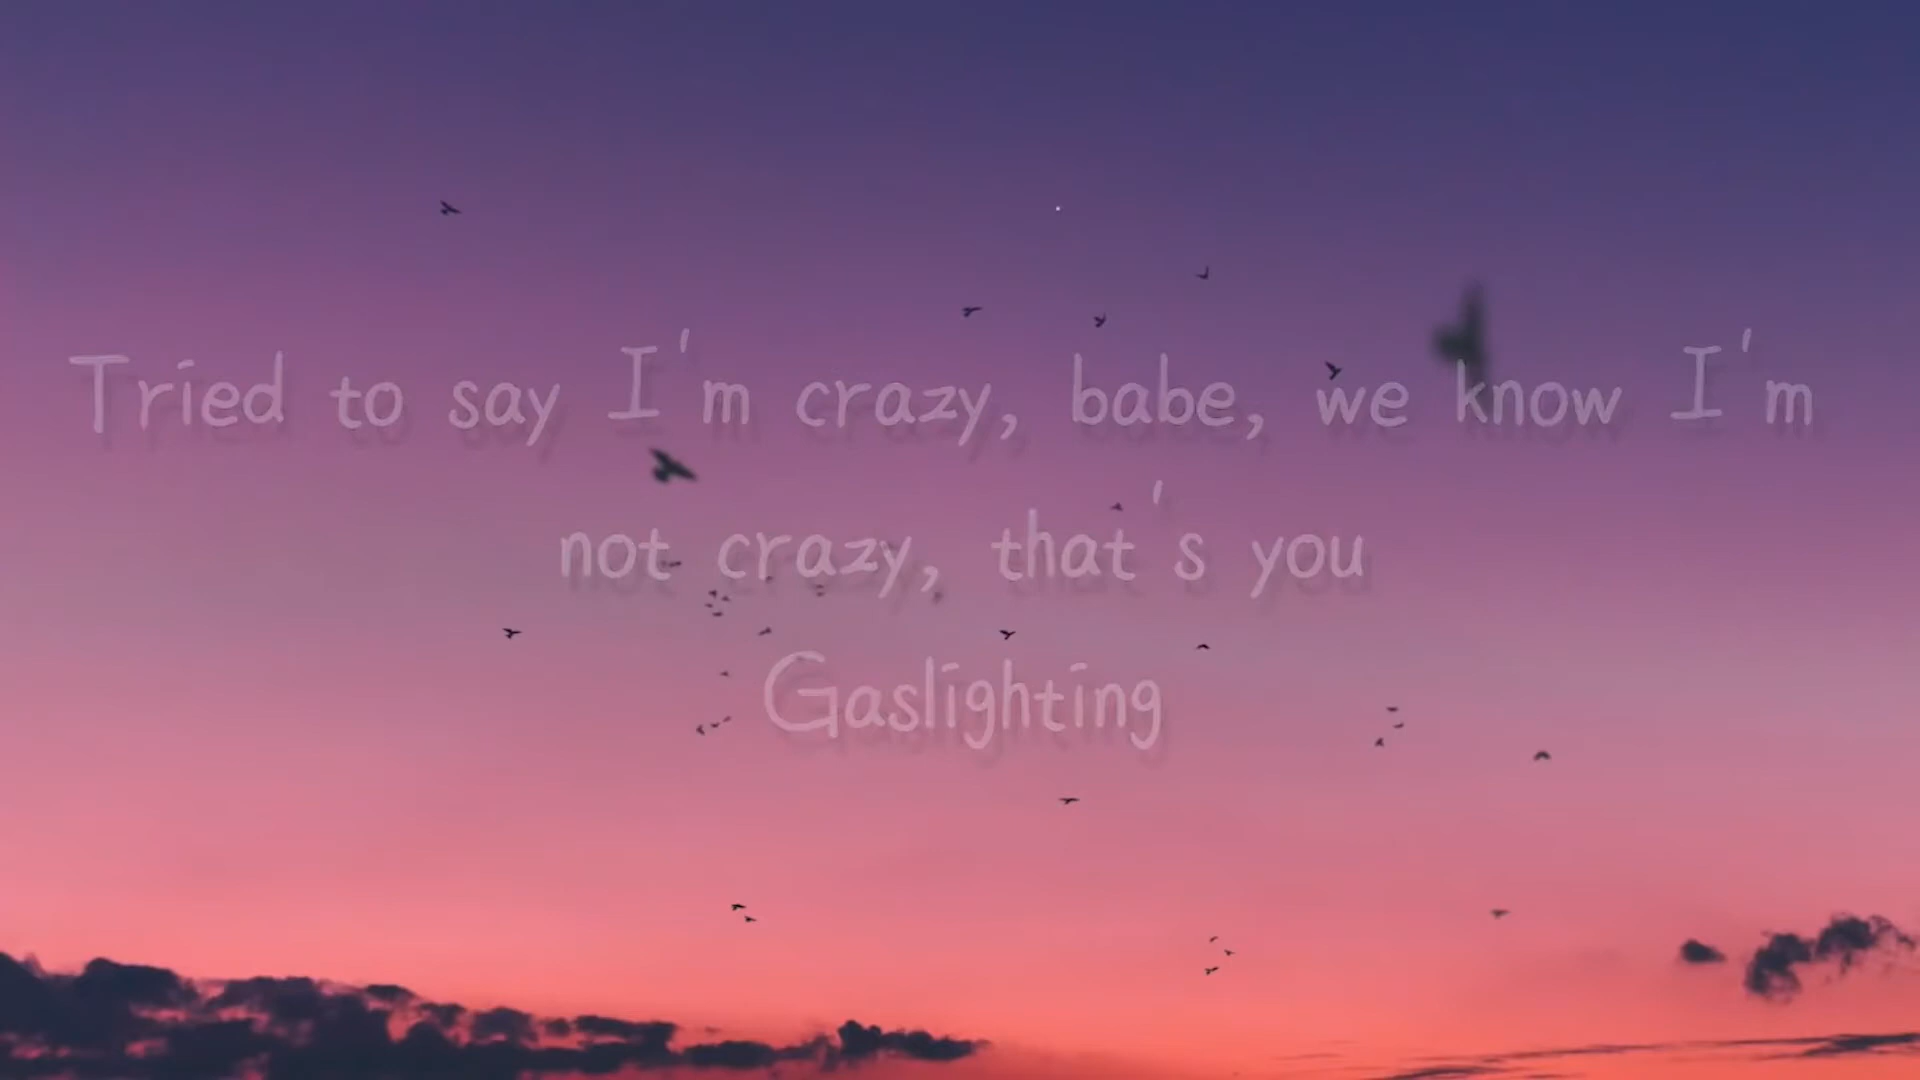 Tried to say I'm crazy, babe, we know I'm
not crazy, that's you
Gaslighting